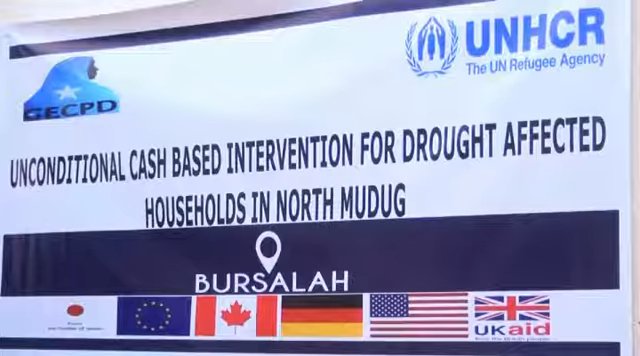 GECPD
UNHCR
The UN Refugee Agency
UNCONDITIONAL CASH BASED INTERVENTION FOR DROUGHT AFFECTED
HOUSEHOLDS IN NORTH MUDUG
BURSALAH
UKaid